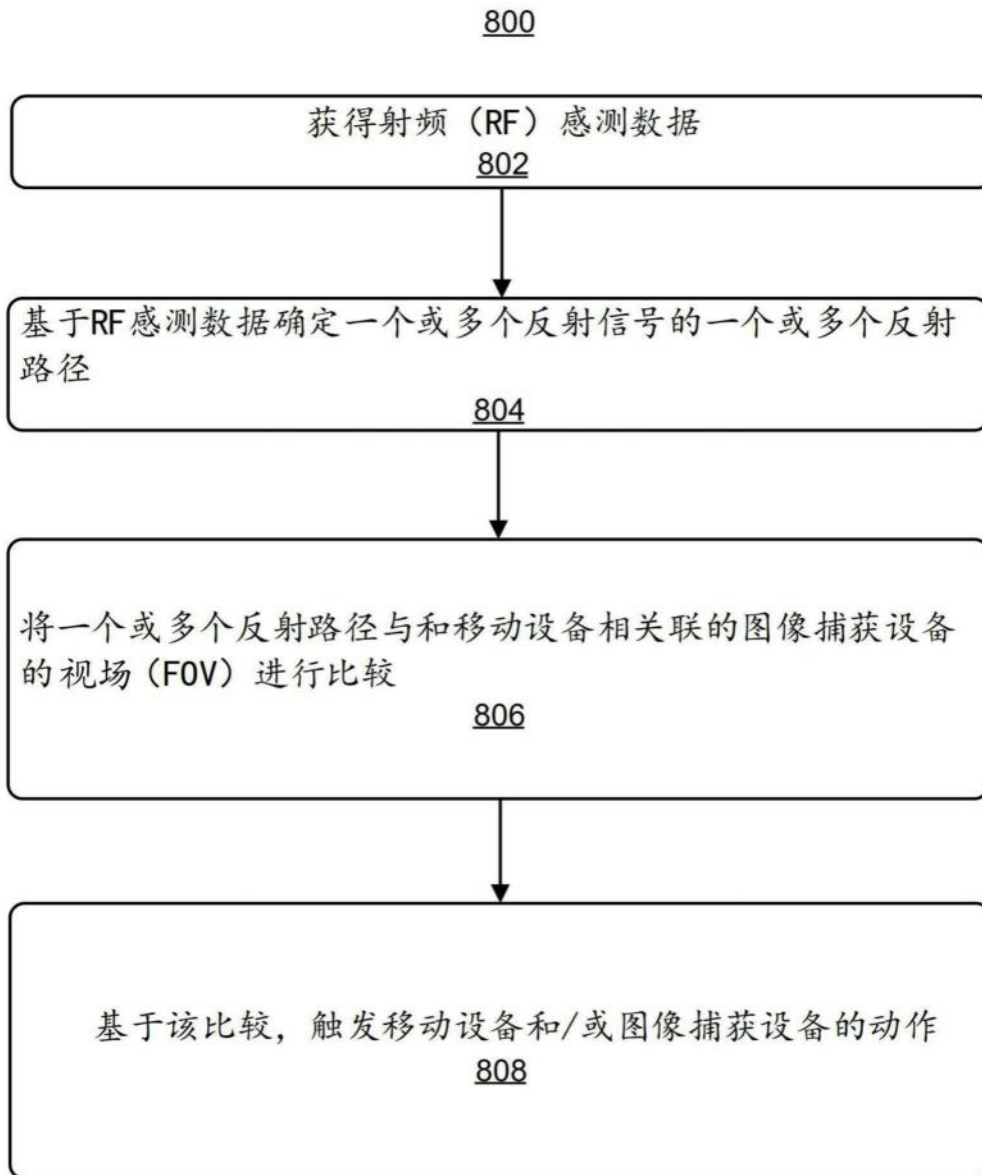 800
获得射频（RF）感测数据
802
基于RF感测数据确定一个或多个反射信号的一个或多个反射
路径
804
将一个或多个反射路径与和移动设备相关联的图像捕获设备
的视场（FOV）进行比较
806
基于该比较，触发移动设备和/或图像捕获设备的动作
808